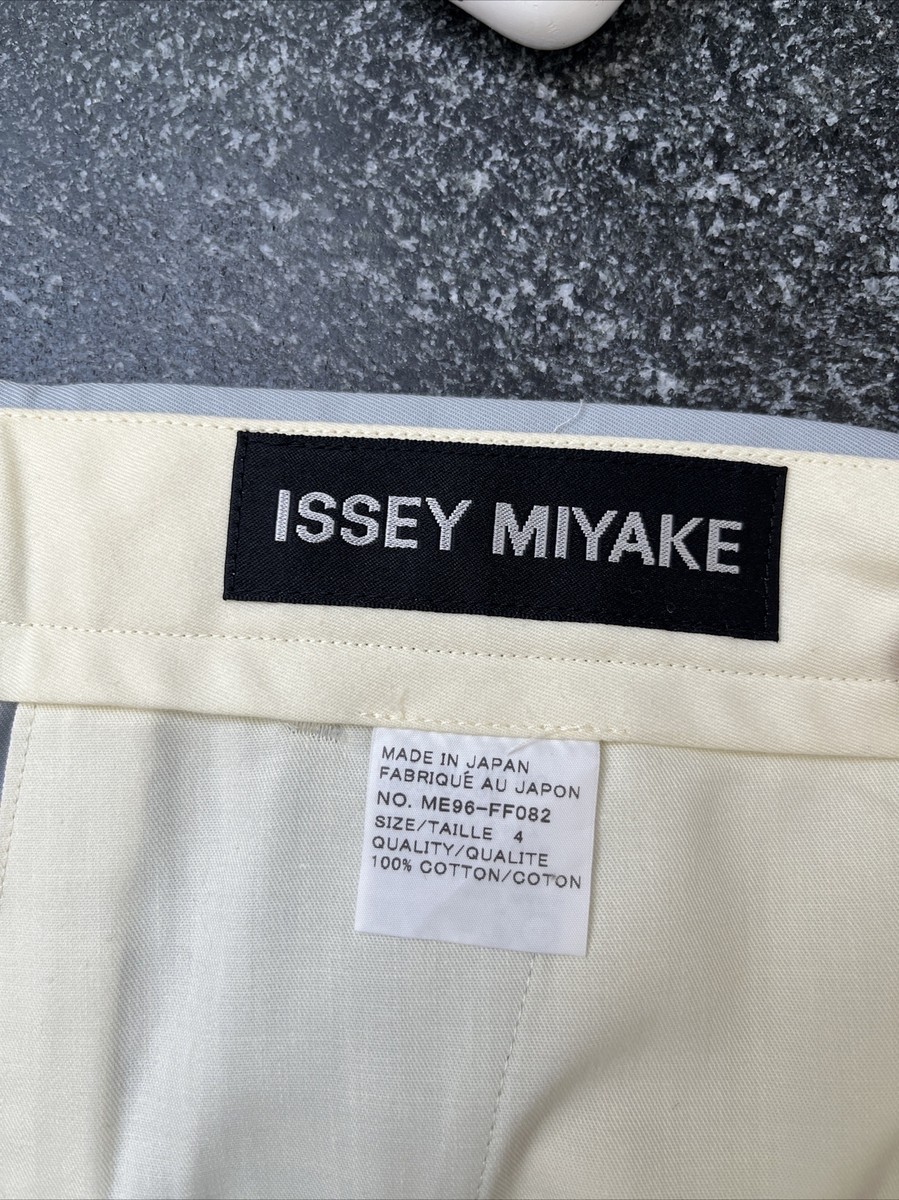 ISSEY MIYAKE
MADE IN JAPAN
FABRIQUÉ AU JAPON
NO. ME96-FF082
SIZE/TAILLE 4
QUALITY/QUALITE
100% COTTON/COTON